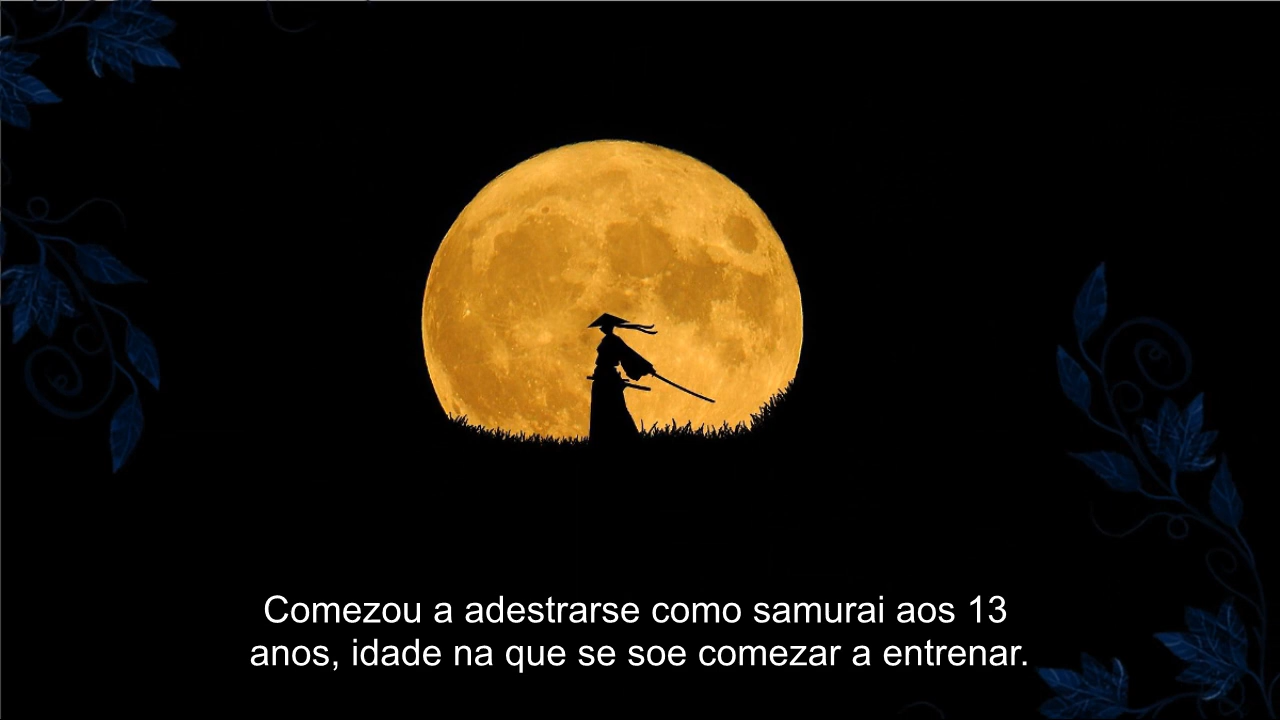 Comezou a adestrarse como samurai aos 13
anos, idade na que se soe comezar a entrenar.